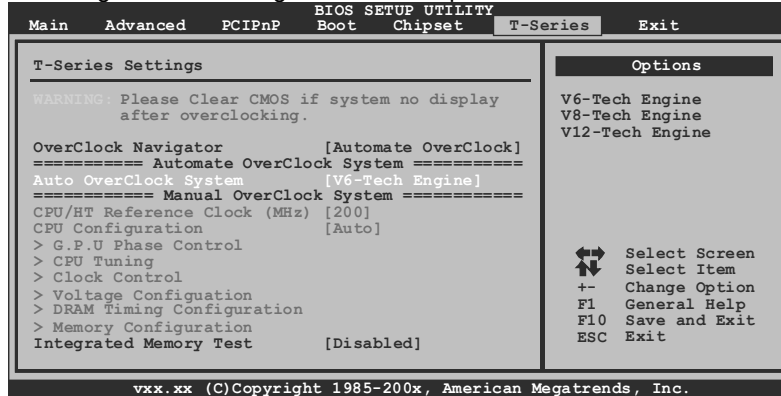 BIOS SETUP UTILITY
Main Advanced PCIPnP Boot Chipset T-Series Exit
T-Series Settings
WARNING: Please Clear CMOS if system no display
after overclocking.
OverClock Navigator [Automate OverClock]
=========== Automate OverClock System ===========
Auto OverClock System [V6-Tech Engine]
============ Manual OverClock System ============
CPU/HT Reference Clock (MHz) [200]
CPU Configuration [Auto]
> G.P.U Phase Control
> CPU Tuning
> Clock Control
> Voltage Configuation
> DRAM Timing Configuration
> Memory Configuration
Integrated Memory Test [Disabled]
Options
V6-Tech Engine
V8-Tech Engine
V12-Tech Engine
Select Screen
Select Item
+- Change Option
F1 General Help
F10 Save and Exit
ESC Exit
vxx.xx (C)Copyright 1985-200x, American Megatrends, Inc.